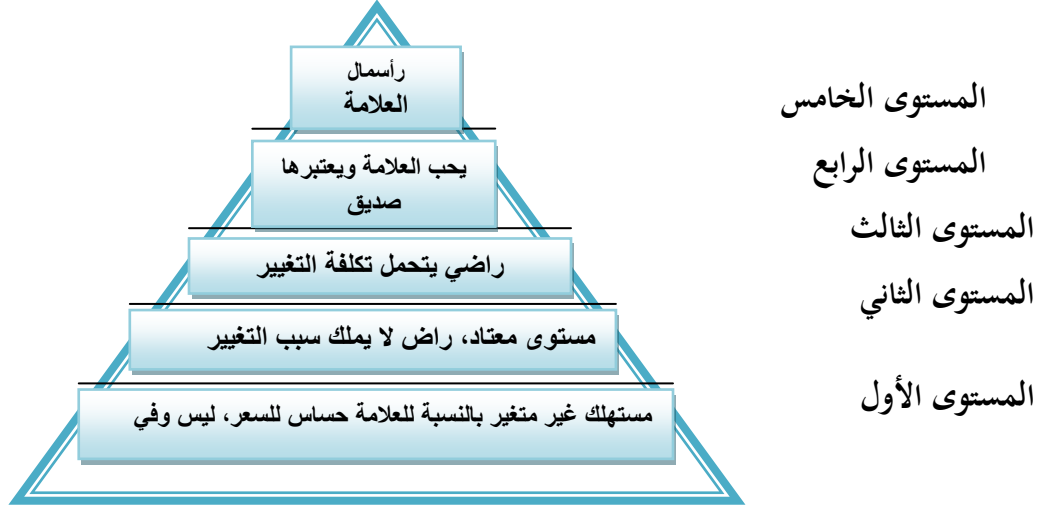 رأسمال
العلامة
المستوى الخامس
يحب العلامة ويعتبرها
صديق
المستوى الرابع
راضي يتحمل تكلفة التغيير
المستوى الثالث
مستوى معتاد، راض لا يملك سبب التغيير
المستوى الثاني
مستهلك غير متغير بالنسبة للعلامة حساس للسعر، ليس وفي
المستوى الأول